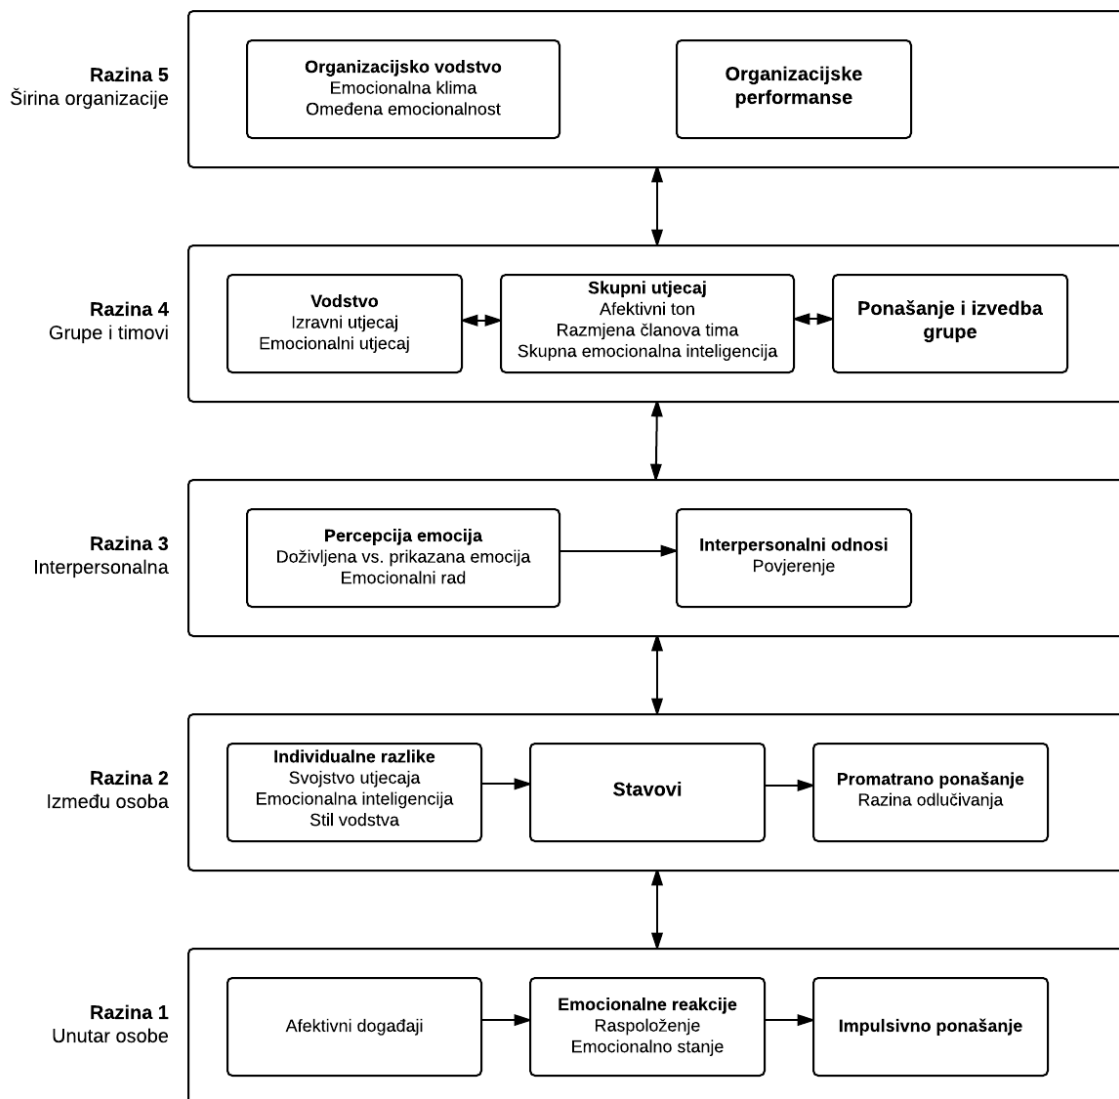 Razina 5
Širina organizacije
Organizacijsko vodstvo
Emocionalna klima
Omeđena emocionalnost
Organizacijske
performanse
Razina 4
Grupe i timovi
Vodstvo
Izravni utjecaj
Emocionalni utjecaj
Skupni utjecaj
Afektivni ton
Razmjena članova tima
Skupna emocionalna inteligencija
Ponašanje i izvedba
grupe
Razina 3
Interpersonalna
Percepcija emocija
Doživljena vs. prikazana emocija
Emocionalni rad
Interpersonalni odnosi
Povjerenje
Razina 2
Između osoba
Individualne razlike
Svojstvo utjecaja
Emocionalna inteligencija
Stil vodstva
Stavovi
Promatrano ponašanje
Razina odlučivanja
Razina 1
Unutar osobe
Afektivni događaji
Emocionalne reakcije
Raspoloženje
Emocionalno stanje
Impulsivno ponašanje